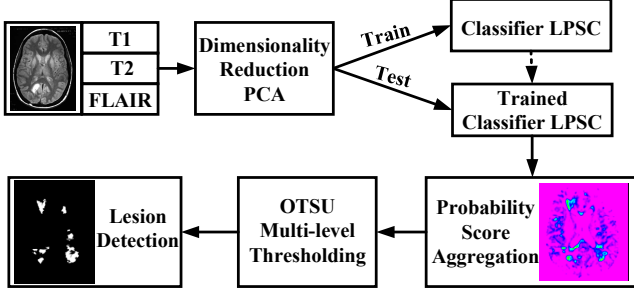 T1
T2
FLAIR
Dimensionality
Reduction
PCA
Train
Test
Classifier LPSC
Trained
Classifier LPSC
Probability
Score
Aggregation
OTSU
Multi-level
Thresholding
Lesion
Detection